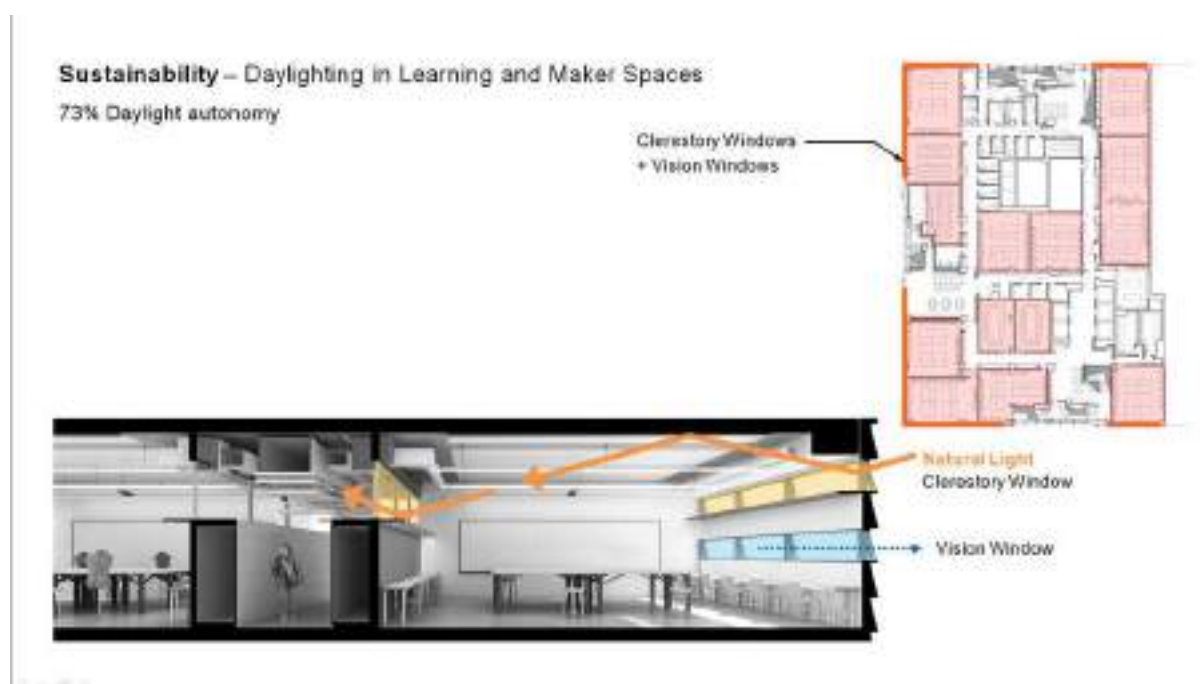 Sustainability – Daylighting in Learning and Maker Spaces
73% Daylight autonomy
Clerestory Windows
+ Vision Windows
Natural Light
Clerestory Window
Vision Window